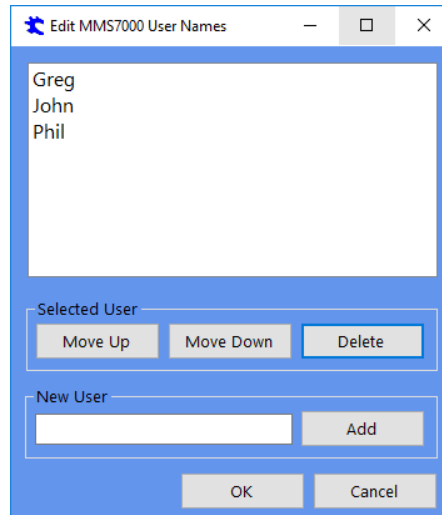 Edit MMS7000 User Names
Greg
John
Phil
Selected User
Move Up Move Down Delete
New User
Add
OK Cancel